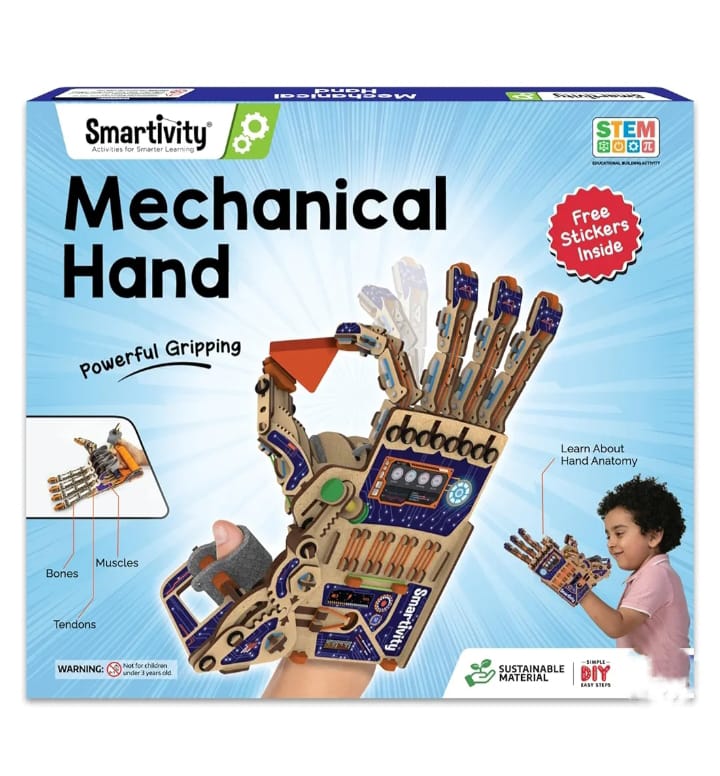 Mechanical
Hand
Smartivity
Smartivity®
Activities for Smarter Learning
STEM
EDUCATIONAL BUILDING ACTIVITY
Mechanical
Hand
Free
Stickers
Inside
Powerful Gripping
Learn About
Hand Anatomy
Bones
Muscles
Tendons
Smartivity
WARNING:
Not for children
under 3 years old.
SUSTAINABLE
MATERIAL
SIMPLE
DIY
EASY STEPS